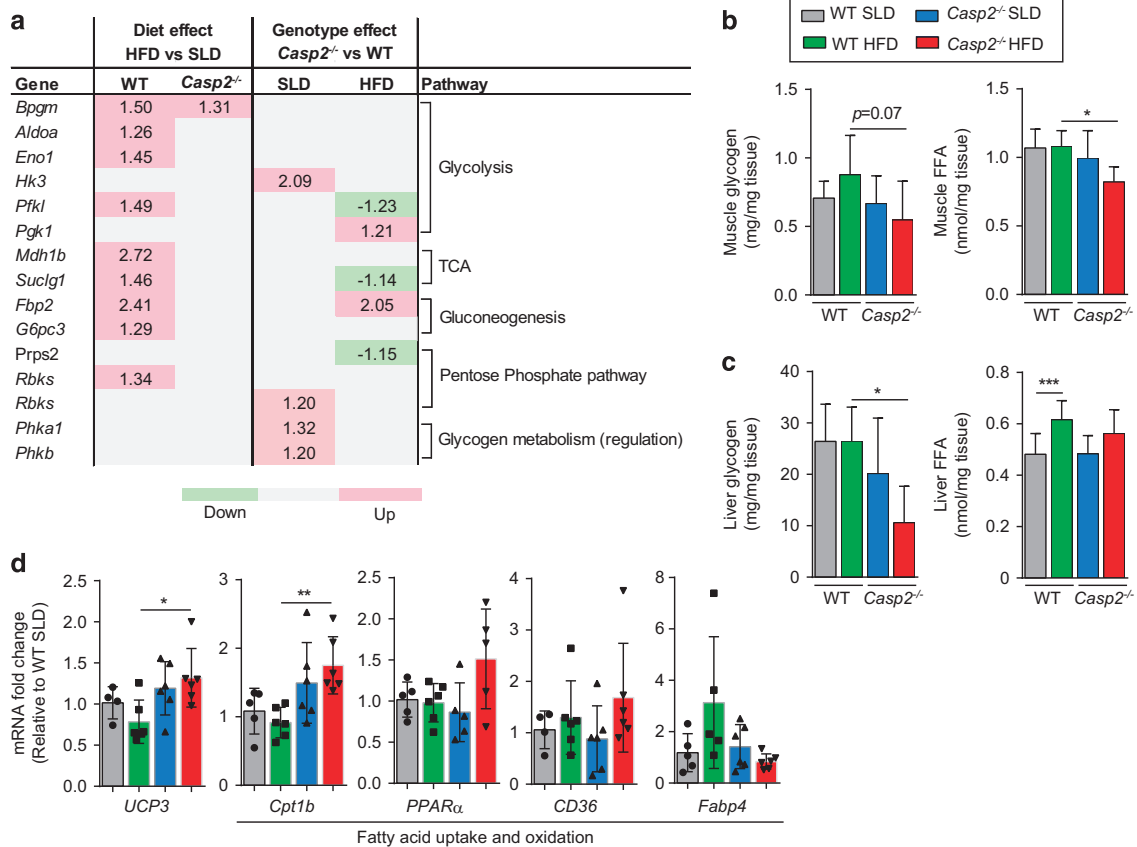 a
Diet effect Genotype effect
HFD vs SLD Casp2-/- vs WT
Gene WT Casp2-/- SLD HFD Pathway
Bpgm 1.50 1.31
Aldoa 1.26
Eno1 1.45
Hk3 2.09
Glycolysis
Pfkl 1.49 -1.23
Pgk1 1.21
Mdh1b 2.72
TCA
Suclg1 1.46 -1.14
Fbp2 2.41 2.05
Gluconeogenesis
G6pc3 1.29
Prps2 -1.15
Rbks 1.34
Pentose Phosphate pathway
Rbks 1.20
Phka1 1.32
Glycogen metabolism (regulation)
Phkb 1.20
Down Up
b
WT SLD Casp2-/- SLD
WT HFD Casp2-/- HFD
Muscle glycogen
(mg/mg tissue)
1.5
1.0
0.5
0.0
p=0.07
WT Casp2-/-
Muscle FFA
(nmol/mg tissue)
1.5
1.0
0.5
0.0
*
WT Casp2-/-
c
Liver glycogen
(mg/mg tissue)
40
30
20
10
0
*
WT Casp2-/-
Liver FFA
(nmol/mg tissue)
0.8
0.6
0.4
0.2
0
***
WT Casp2-/-
d
mRNA fold change
(Relative to WT SLD)
2.5
2.0
1.5
1.0
0.5
0.0
*
UCP3
3
2
1
0
**
Cpt1b
2.5
2.0
1.5
1.0
0.5
0.0
PPARα
4
3
2
1
0
CD36
8
6
4
2
0
Fabp4
Fatty acid uptake and oxidation